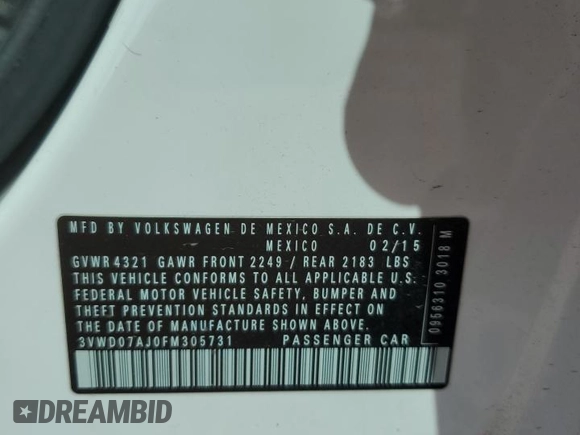 MFD BY VOLKSWAGEN DE MEXICO S.A. DE C.V.
MEXICO 02/15
GVWR 4321 GAWR FRONT 2249 / REAR 2183 LBS
THIS VEHICLE CONFORMS TO ALL APPLICABLE U.S.
FEDERAL MOTOR VEHICLE SAFETY, BUMPER AND
THEFT PREVENTION STANDARDS IN EFFECT ON
THE DATE OF MANUFACTURE SHOWN ABOVE.
3VWD07AJ0FM305731 PASSENGER CAR
0956310 3018 M
DREAMBID